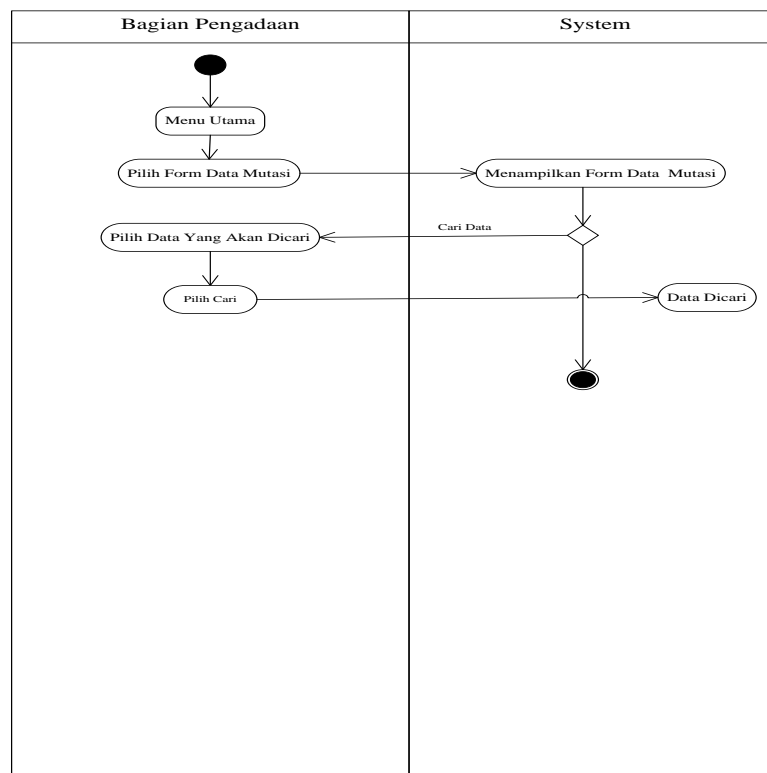 Bagian Pengadaan
System
Menu Utama
Pilih Form Data Mutasi
Menampilkan Form Data Mutasi
Cari Data
Pilih Data Yang Akan Dicari
Pilih Cari
Data Dicari